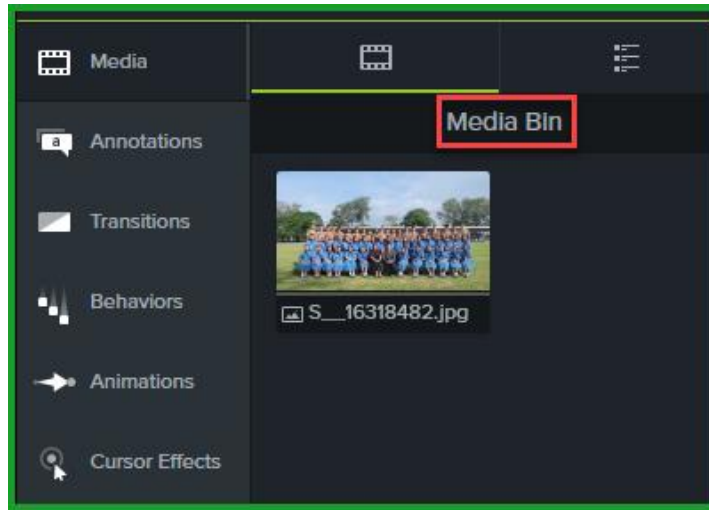 Media
Media Bin
Annotations
Transitions
Behaviors
S__16318482.jpg
Animations
Cursor Effects